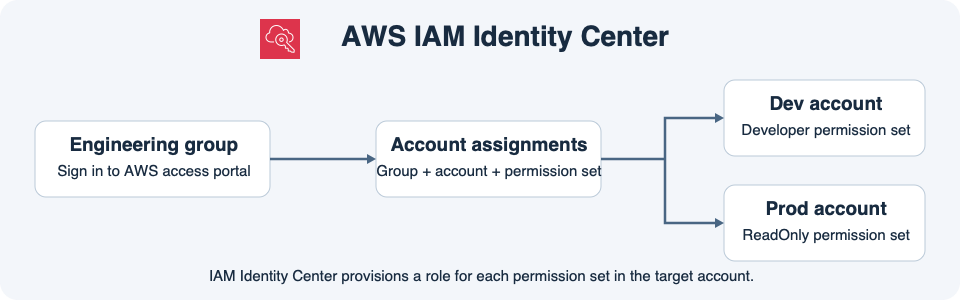 AWS IAM Identity Center
Engineering group
Sign in to AWS access portal
Account assignments
Group + account + permission set
Dev account
Developer permission set
Prod account
ReadOnly permission set
IAM Identity Center provisions a role for each permission set in the target account.